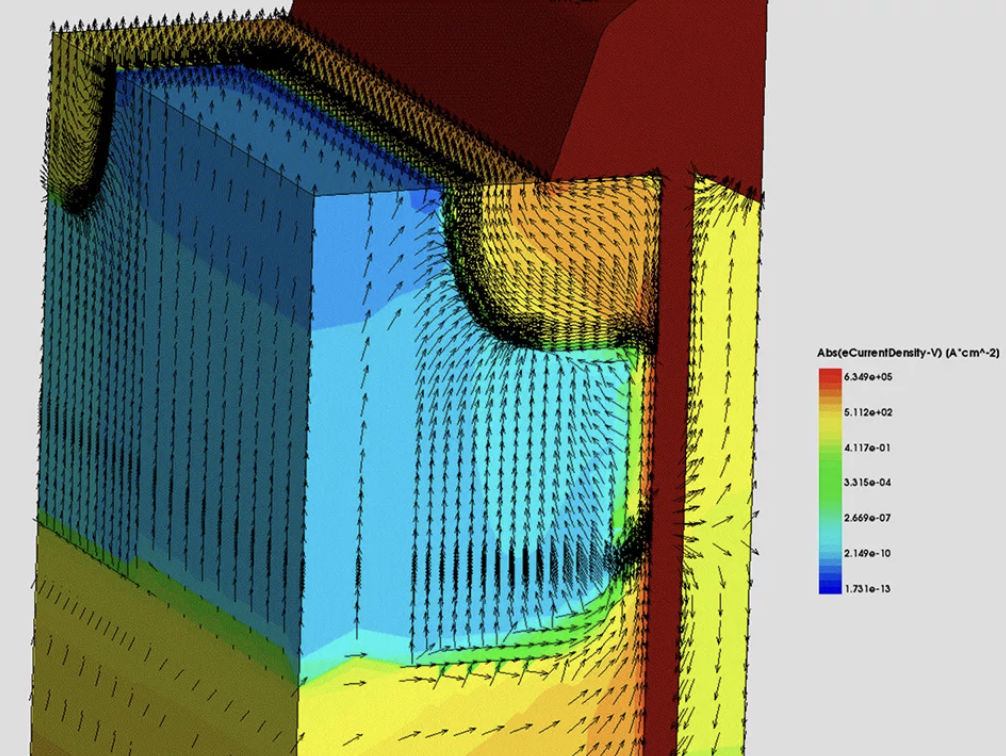 Abs(eCurrentDensity-V) (A*cm^-2)
6.349e+05
5.112e+02
4.117e-01
3.315e-04
2.669e-07
2.149e-10
1.731e-13